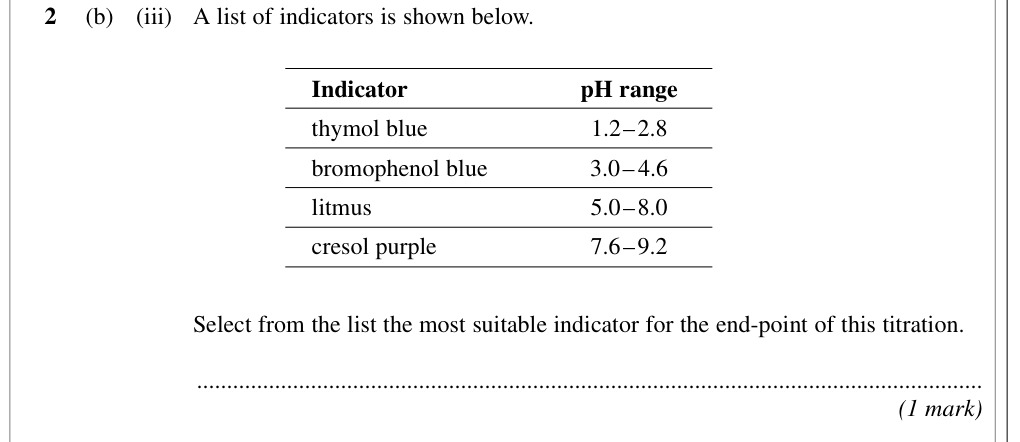 2 (b) (iii) A list of indicators is shown below.
Indicator pH range
thymol blue 1.2–2.8
bromophenol blue 3.0–4.6
litmus 5.0–8.0
cresol purple 7.6–9.2
Select from the list the most suitable indicator for the end-point of this titration.
(1 mark)